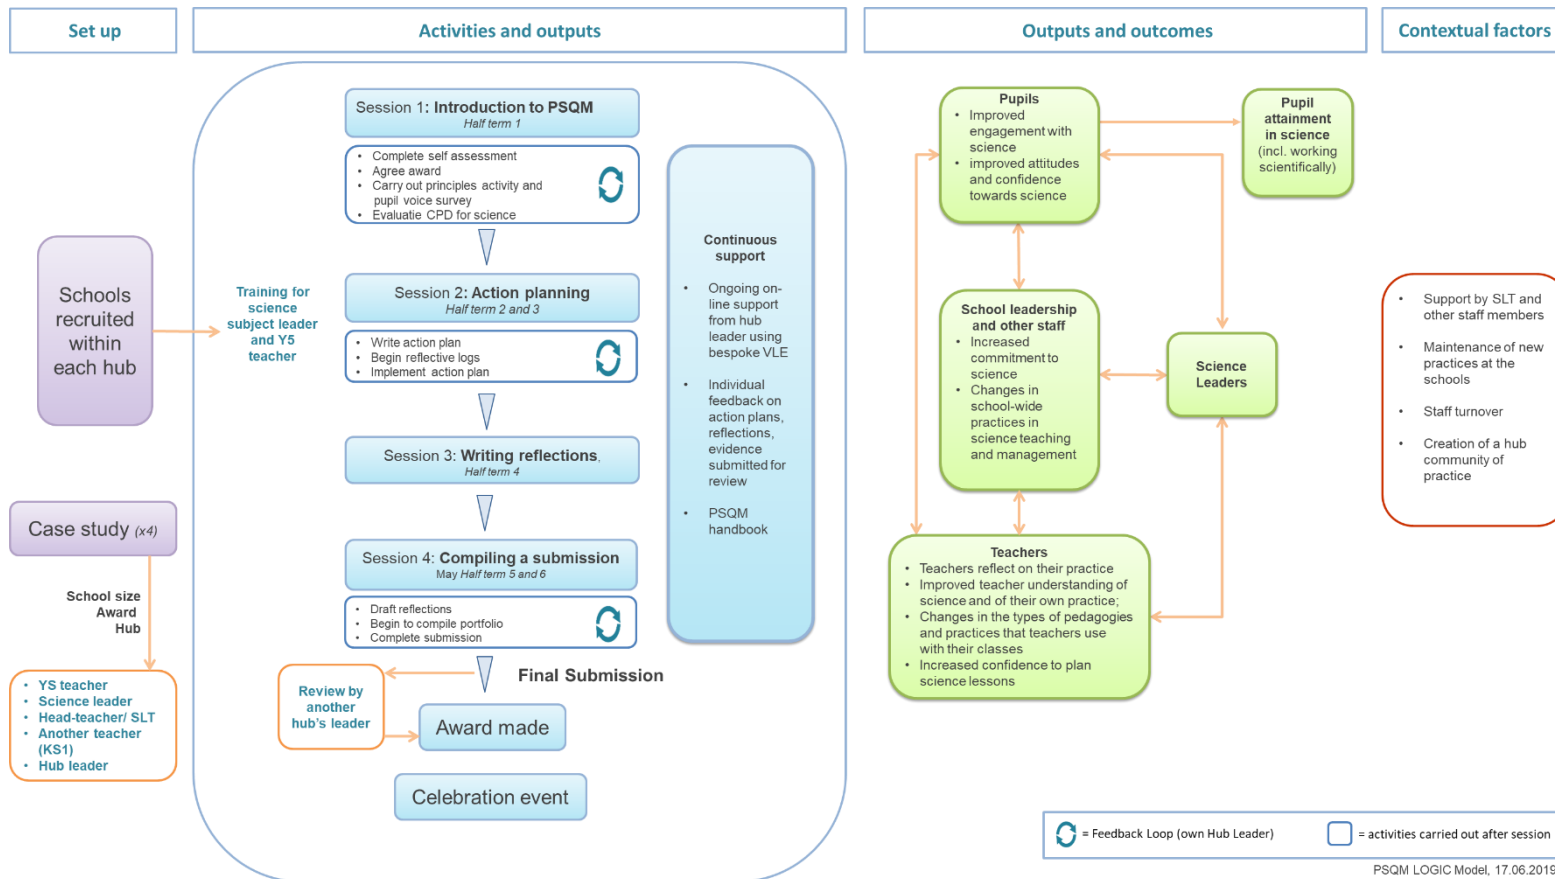 Set up
Activities and outputs
Outputs and outcomes
Contextual factors
Schools
recruited
within
each hub
Training for
science
subject leader
and Y5
teacher
Case study (x4)
School size
Award
Hub
• YS teacher
• Science leader
• Head-teacher/ SLT
• Another teacher
(KS1)
• Hub leader
Session 1: Introduction to PSQM
Half term 1
• Complete self assessment
• Agree award
• Carry out principles activity and
pupil voice survey
• Evaluatie CPD for science
Session 2: Action planning
Half term 2 and 3
• Write action plan
• Begin reflective logs
• Implement action plan
Session 3: Writing reflections,
Half term 4
Session 4: Compiling a submission
May Half term 5 and 6
• Draft reflections
• Begin to compile portfolio
• Complete submission
Final Submission
Review by
another
hub's leader
Award made
Celebration event
Continuous
support
• Ongoing on-
line support
from hub
leader using
bespoke VLE
• Individual
feedback on
action plans,
reflections,
evidence
submitted for
review
• PSQM
handbook
Pupils
• Improved
engagement with
science
• improved attitudes
and confidence
towards science
Pupil
attainment
in science
(incl. working
scientifically)
School leadership
and other staff
• Increased
commitment to
science
• Changes in
school-wide
practices in
science teaching
and management
Science
Leaders
Teachers
• Teachers reflect on their practice
• Improved teacher understanding of
science and of their own practice;
• Changes in the types of pedagogies
and practices that teachers use
with their classes
• Increased confidence to plan
science lessons
• Support by SLT and
other staff members
• Maintenance of new
practices at the
schools
• Staff turnover
• Creation of a hub
community of
practice
= Feedback Loop (own Hub Leader)
= activities carried out after session
PSQM LOGIC Model, 17.06.2019